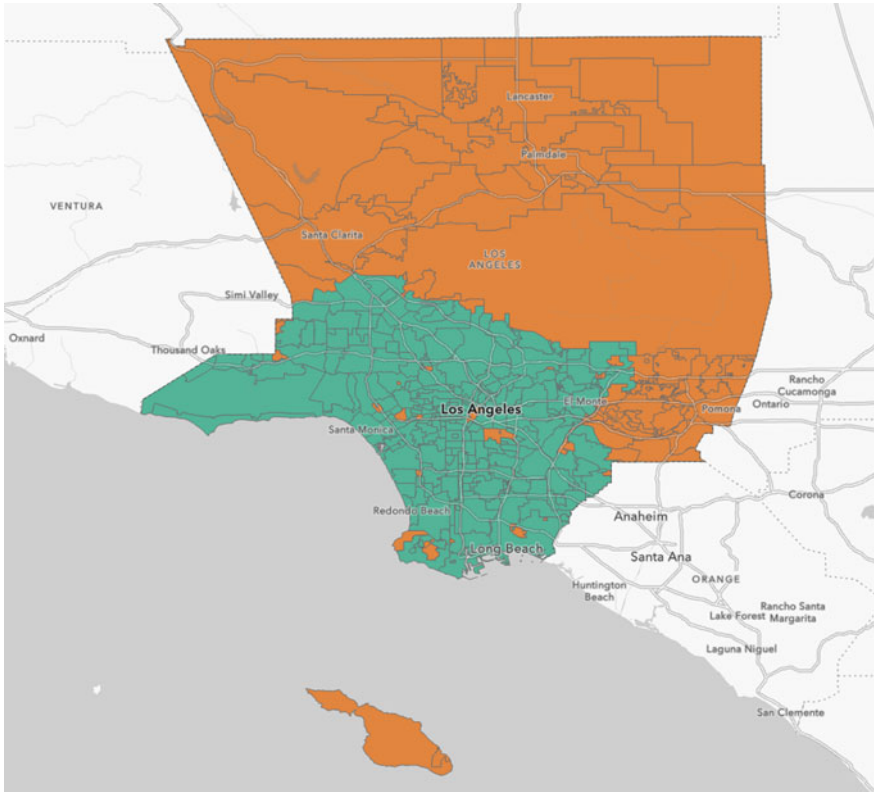 Lancaster
Palmdale
VENTURA
Santa Clarita
LOS
ANGELES
Simi Valley
Oxnard
Thousand Oaks
Rancho
Cucamonga
El Monte
Ontario
Los Angeles
Pomona
Santa Monica
Corona
Redondo Beach
Anaheim
Long Beach
Santa Ana
ORANGE
Huntington
Beach
Rancho Santa
Margarita
Lake Forest
Laguna Niguel
San Clemente